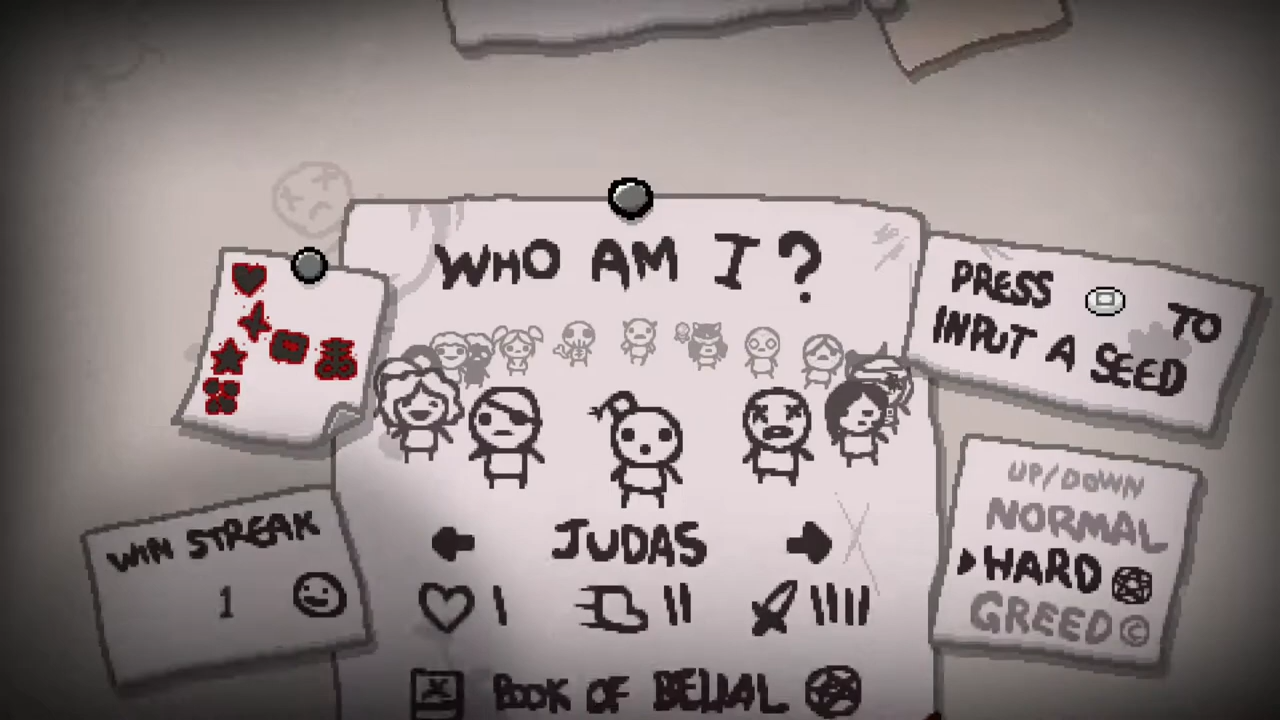 WHO AM I?
PRESS TO
INPUT A SEED
WIN STREAK
1
JUDAS
UP/DOWN
NORMAL
HARD
GREED
BOOK OF BELIAL